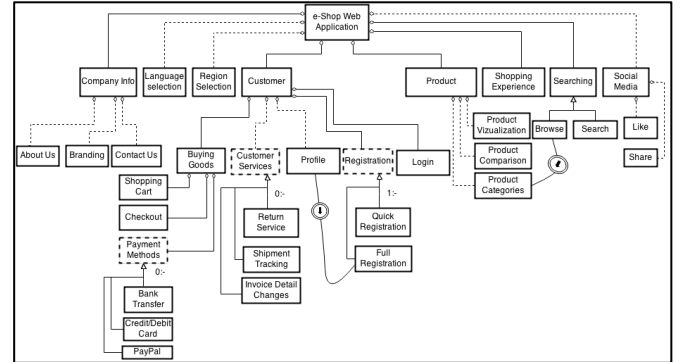 e-Shop Web
Application
Company Info
Language
selection
Region
Selection
Customer
Product
Shopping
Experience
Searching
Social
Media
About Us
Branding
Contact Us
Buying
Goods
Customer
Services
Profile
Registration
Login
Product
Vizualization
Browse
Search
Like
Product
Comparison
Share
Shopping
Cart
Product
Categories
0:-
1:-
Checkout
Return
Service
Quick
Registration
Payment
Methods
Shipment
Tracking
Full
Registration
0:-
Bank
Transfer
Invoice Detail
Changes
Credit/Debit
Card
PayPal